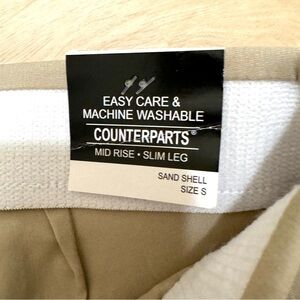 EASY CARE &
MACHINE WASHABLE
COUNTERPARTS®
MID RISE • SLIM LEG
SAND SHELL
SIZE S